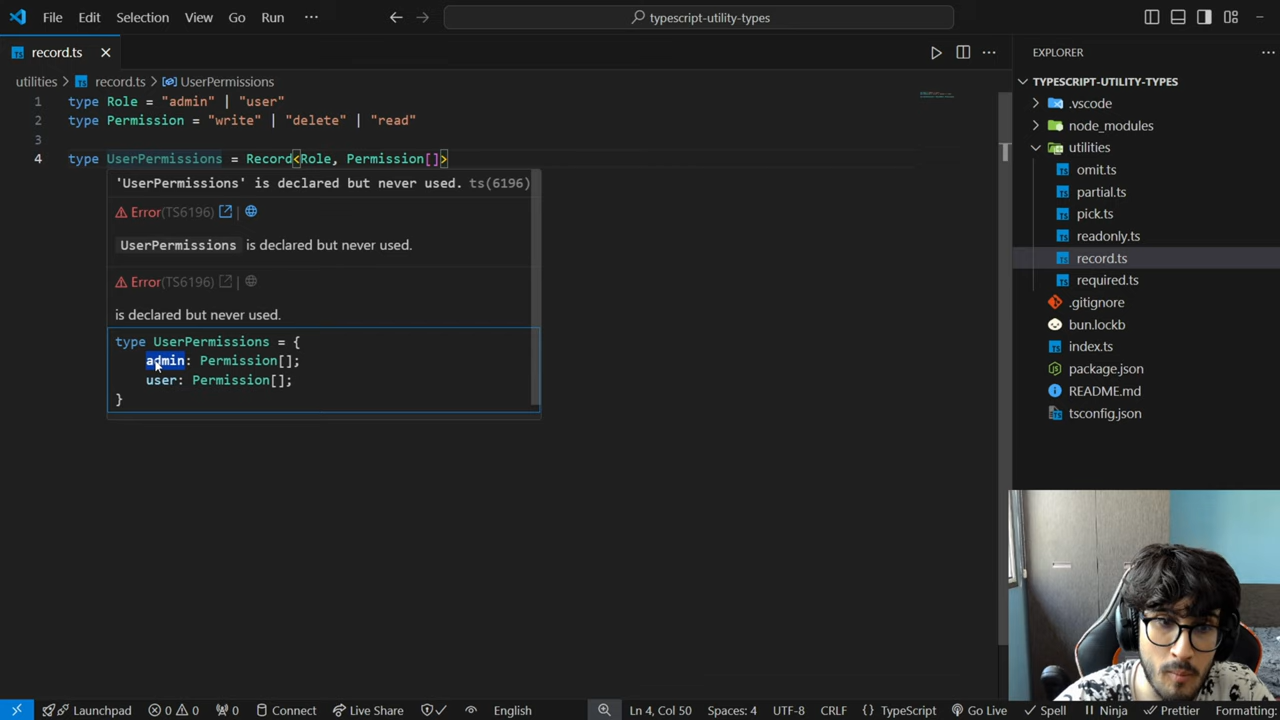 File Edit Selection View Go Run ··· typescript-utility-types
record.ts
utilities > record.ts > UserPermissions
1 type Role = "admin" | "user"
2 type Permission = "write" | "delete" | "read"
3
4 type UserPermissions = Record<Role, Permission[]>
'UserPermissions' is declared but never used. ts(6196)
Error(TS6196) |
UserPermissions is declared but never used.
Error(TS6196) |
is declared but never used.
type UserPermissions = {
admin: Permission[];
user: Permission[];
}
EXPLORER
TYPESCRIPT-UTILITY-TYPES
.vscode
node_modules
utilities
omit.ts
partial.ts
pick.ts
readonly.ts
record.ts
required.ts
.gitignore
bun.lockb
index.ts
package.json
README.md
tsconfig.json
Launchpad 0 0 0 Connect Live Share English Ln 4, Col 50 Spaces: 4 UTF-8 CRLF {} TypeScript Go Live Spell Ninja Prettier Formatting: